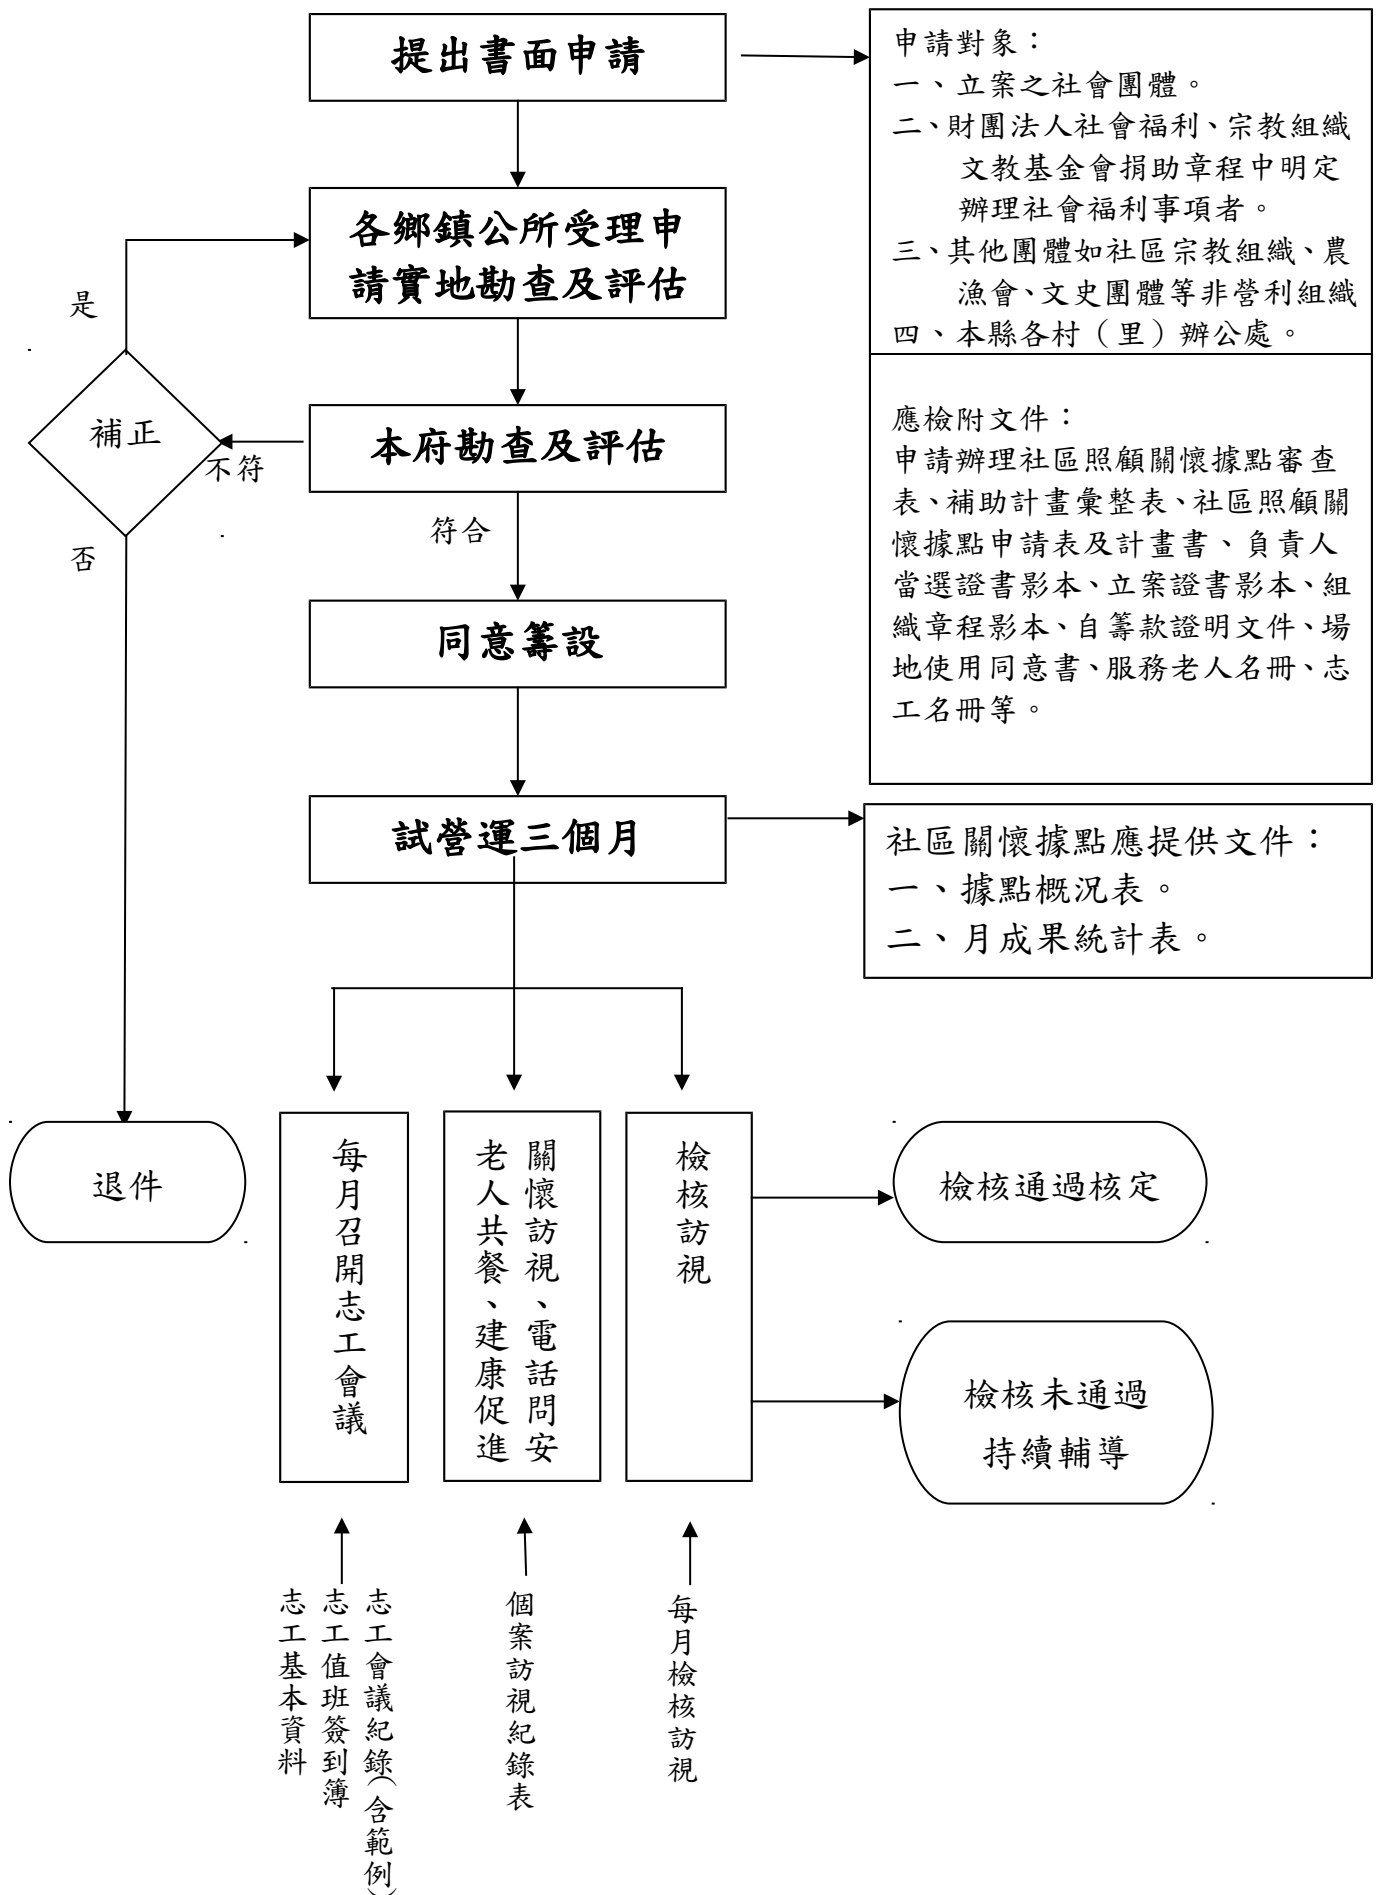 提出書面申請
申請對象：
一、立案之社會團體。
二、財團法人社會福利、宗教組織
文教基金會捐助章程中明定
辦理社會福利事項者。
三、其他團體如社區宗教組織、農
漁會、文史團體等非營利組織
四、本縣各村（里）辦公處。
各鄉鎮公所受理申
請實地勘查及評估
是
補正
不符
否
本府勘查及評估
符合
應檢附文件：
申請辦理社區照顧關懷據點審查
表、補助計畫彙整表、社區照顧關
懷據點申請表及計畫書、負責人
當選證書影本、立案證書影本、組
織章程影本、自籌款證明文件、場
地使用同意書、服務老人名冊、志
工名冊等。
同意籌設
試營運三個月
社區關懷據點應提供文件：
一、據點概況表。
二、月成果統計表。
退件
每月召開志工會議
關懷訪視、電話問安
老人共餐、建康促進
檢核訪視
檢核通過核定
檢核未通過
持續輔導
志工會議紀錄(含範例)
志工值班簽到簿
志工基本資料
個案訪視紀錄表
每月檢核訪視